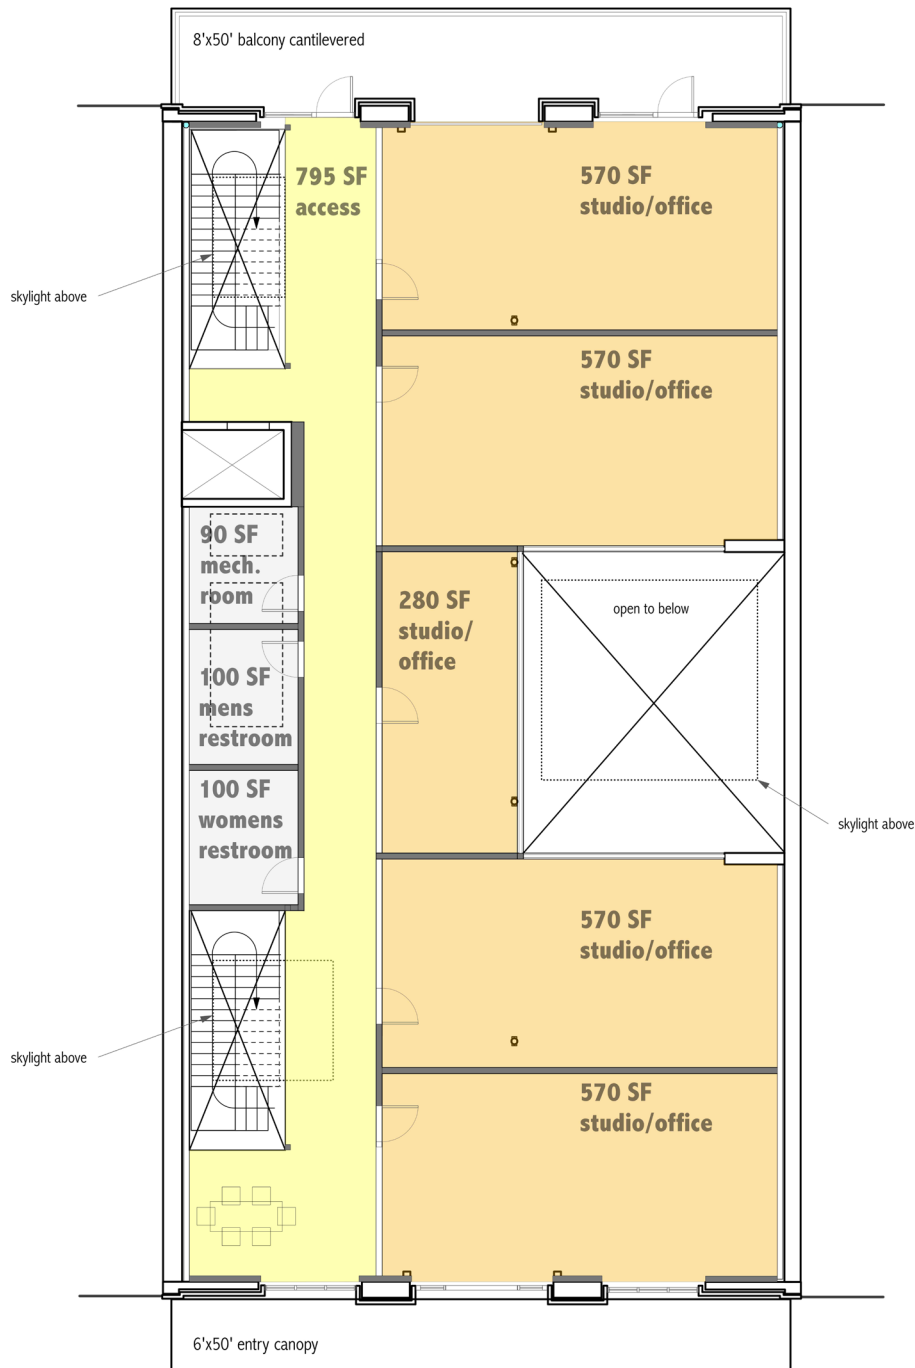 8'x50' balcony cantilevered
795 SF
access
570 SF
studio/office
skylight above
570 SF
studio/office
90 SF
mech.
room
280 SF
studio/
office
open to below
100 SF
mens
restroom
100 SF
womens
restroom
skylight above
570 SF
studio/office
skylight above
570 SF
studio/office
6'x50' entry canopy